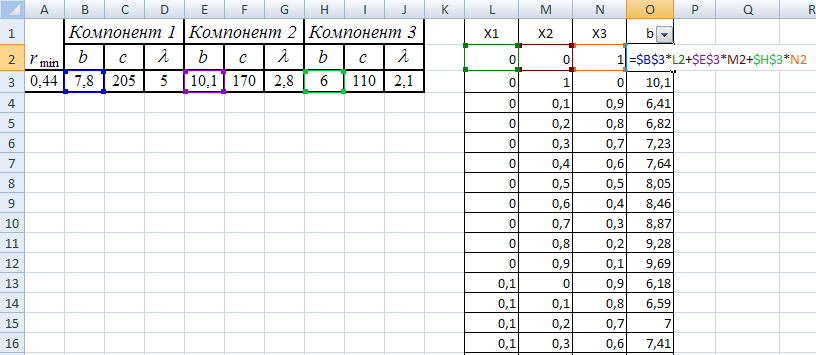 A B C D E F G H I J K L M N O P Q R
1 Компонент 1 Компонент 2 Компонент 3 X1 X2 X3 b
2 r min b c λ b c λ b c λ 0 0 1 =$B$3*L2+$E$3*M2+$H$3*N2
3 0,44 7,8 205 5 10,1 170 2,8 6 110 2,1 0 1 0 10,1
4 0 0,1 0,9 6,41
5 0 0,2 0,8 6,82
6 0 0,3 0,7 7,23
7 0 0,4 0,6 7,64
8 0 0,5 0,5 8,05
9 0 0,6 0,4 8,46
10 0 0,7 0,3 8,87
11 0 0,8 0,2 9,28
12 0 0,9 0,1 9,69
13 0,1 0 0,9 6,18
14 0,1 0,1 0,8 6,59
15 0,1 0,2 0,7 7
16 0,1 0,3 0,6 7,41